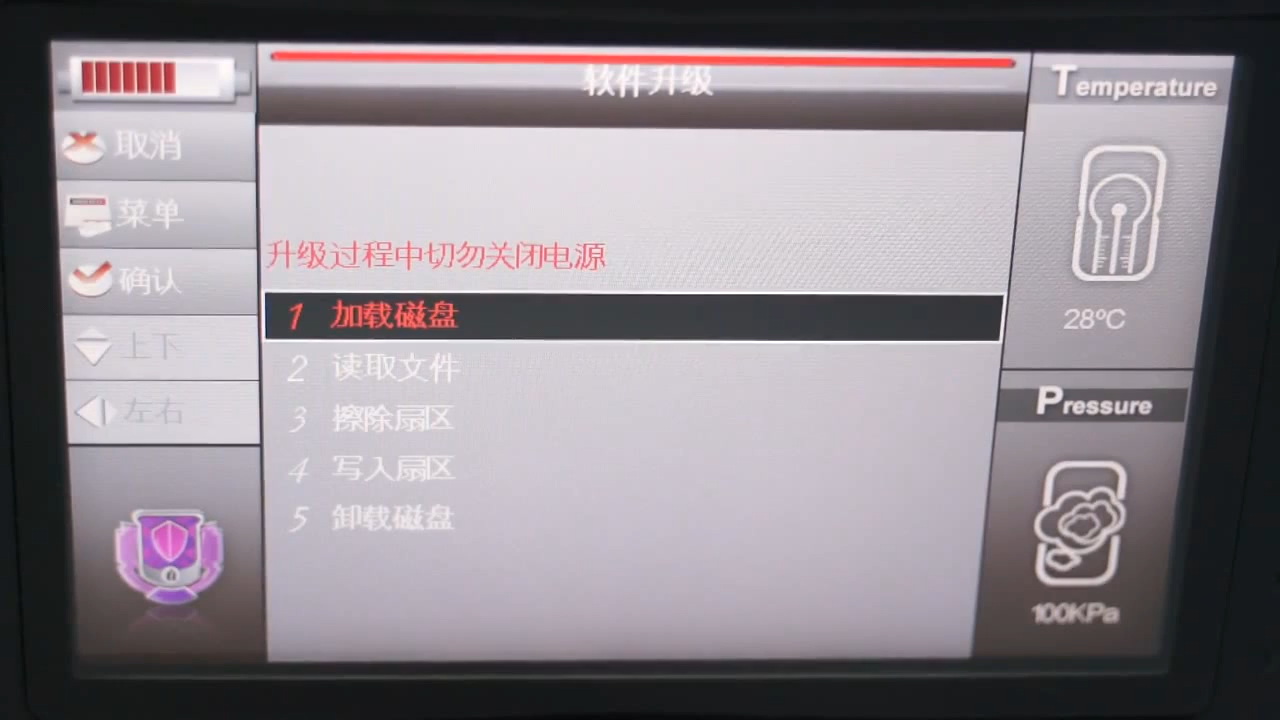 软件升级
取消
菜单
确认
上下
左右
升级过程中切勿关闭电源
1 加载磁盘
2 读取文件
3 擦除扇区
4 写入扇区
5 卸载磁盘
Temperature
28ºC
Pressure
100KPa